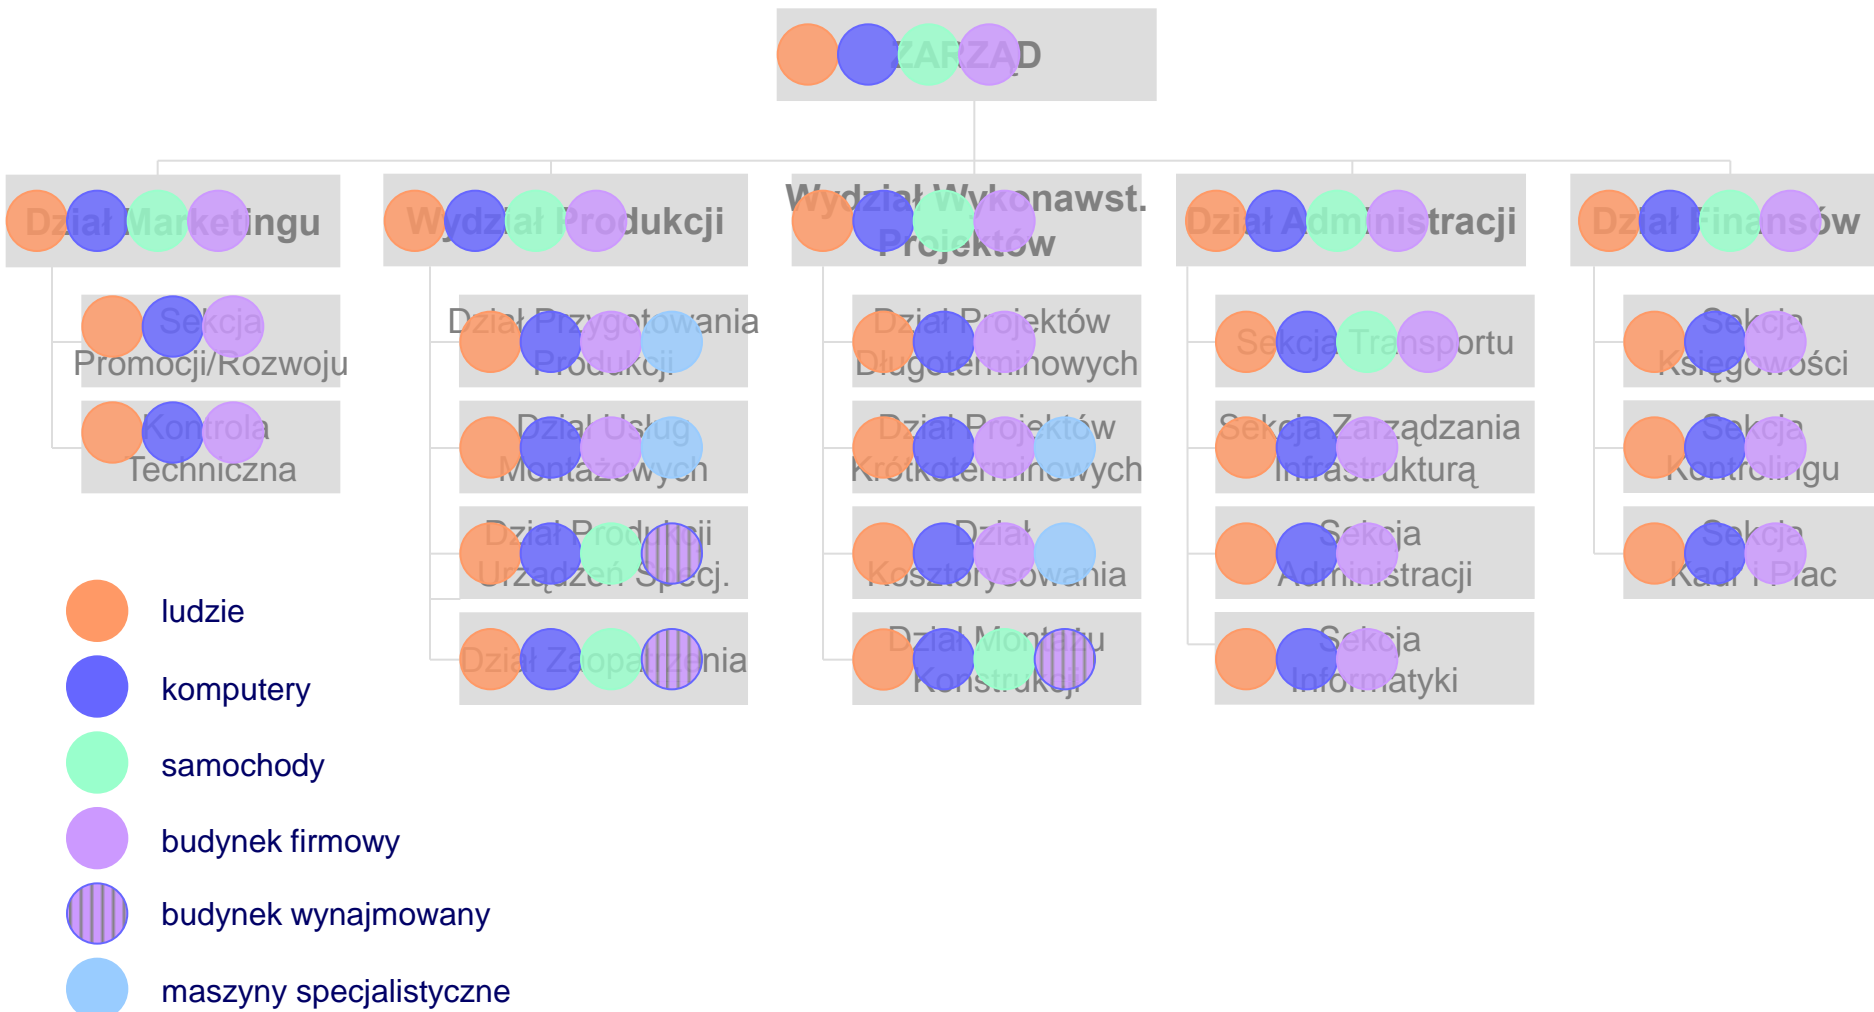 ZARZĄD
Dział Marketingu
Wydział Produkcji
Wydział Wykonawst.
Projektów
Dział Administracji
Dział Finansów
Sekcja
Promocji/Rozwoju
Kontrola
Techniczna
Dział Przygotowania
Produkcji
Dział Usług
Montażowych
Dział Produkcji
Urządzeń Specj.
Dział Zaopatrzenia
Dział Projektów
Długoterminowych
Dział Projektów
Krótkoterminowych
Dział
Kosztorysowania
Dział Montażu
Konstrukcji
Sekcja Transportu
Sekcja Zarządzania
Infrastrukturą
Sekcja
Administracji
Sekcja
Informatyki
Sekcja
Księgowości
Sekcja
Kontrolingu
Sekcja
Kadr i Płac
ludzie
komputery
samochody
budynek firmowy
budynek wynajmowany
maszyny specjalistyczne